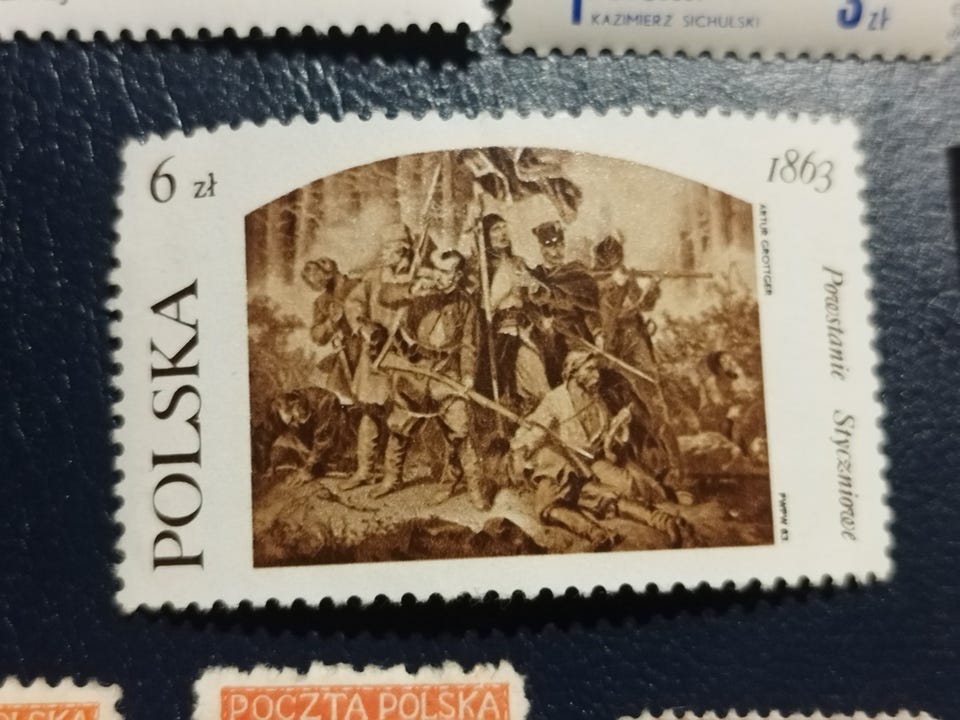 KAZIMIERZ SICHULSKI
3 zł
6 zł
1863
POLSKA
ARTUR GROTTGER
Powstanie Styczniowe
PWPW 83
POCZTA POLSKA